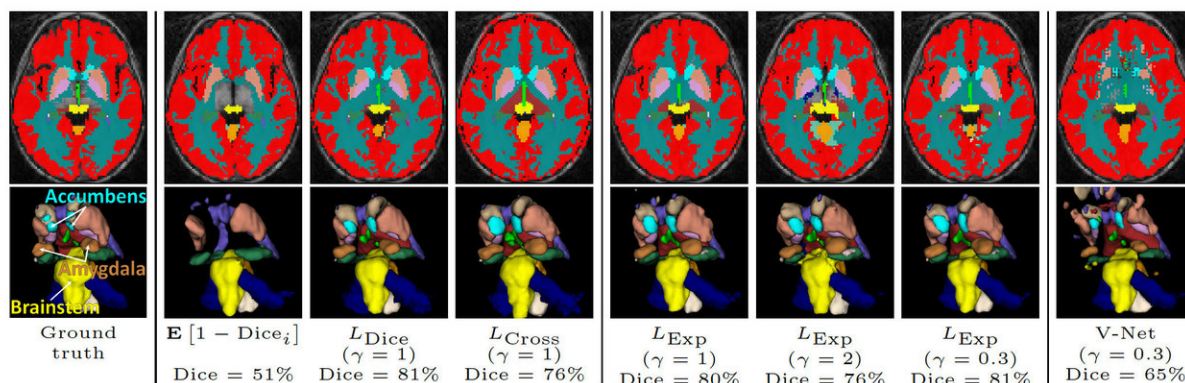 Accumbens
Amygdala
Brainstem
Ground
truth
E [1 − Dice_i]
Dice = 51%
L_Dice
(γ = 1)
Dice = 81%
L_Cross
(γ = 1)
Dice = 76%
L_Exp
(γ = 1)
Dice = 80%
L_Exp
(γ = 2)
Dice = 76%
L_Exp
(γ = 0.3)
Dice = 81%
V-Net
(γ = 0.3)
Dice = 65%